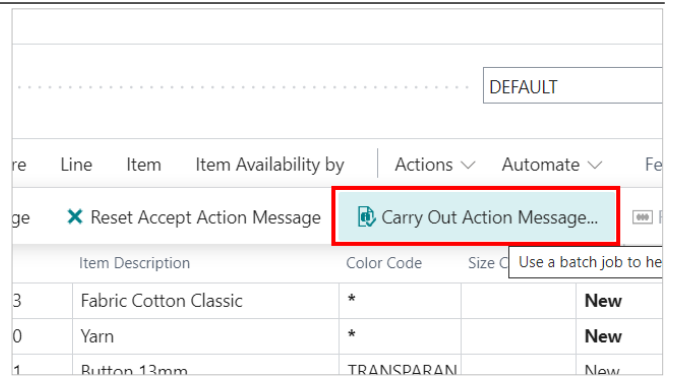 DEFAULT
re Line Item Item Availability by Actions Automate Fe
ge Reset Accept Action Message Carry Out Action Message...
Item Description Color Code Size C Use a batch job to he
3 Fabric Cotton Classic * New
0 Yarn * New
1 Button 13mm TRANSPARAN New